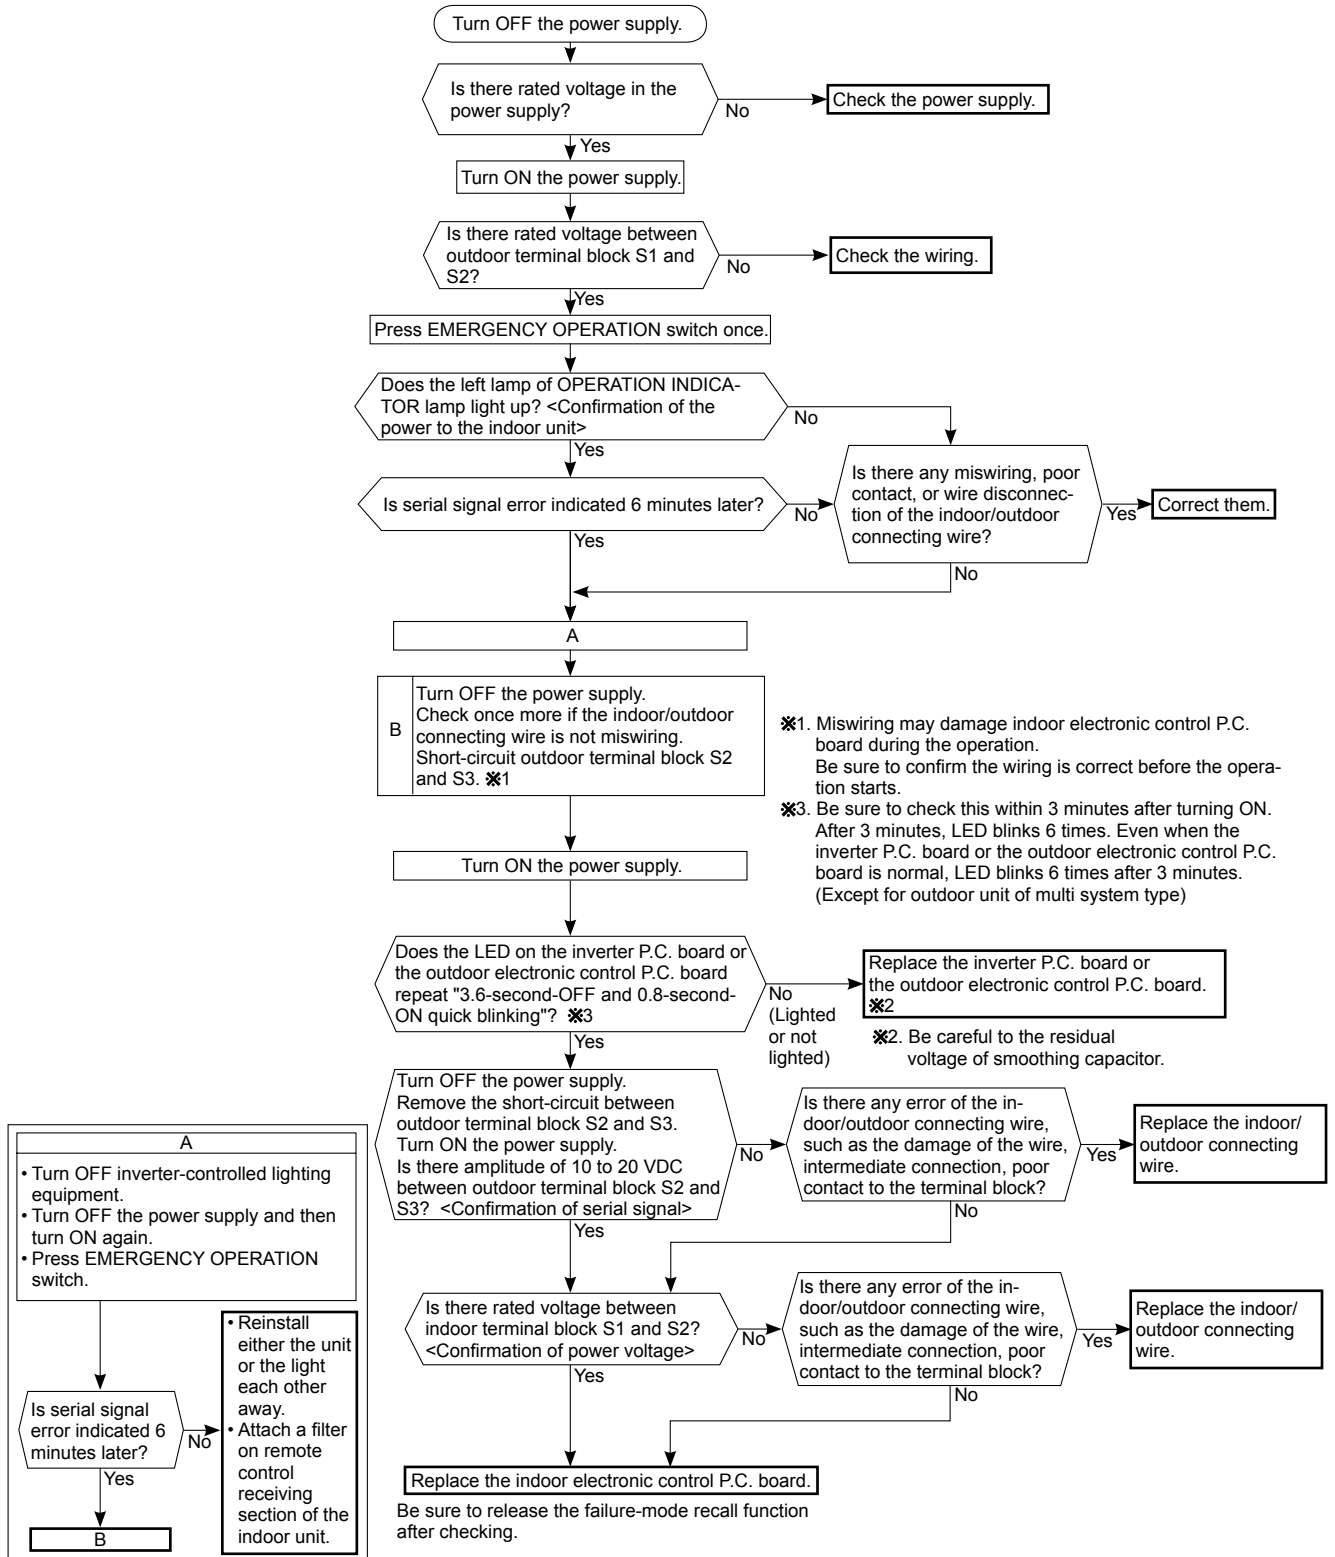 Turn OFF the power supply.
Is there rated voltage in the
power supply?
No
Check the power supply.
Yes
Turn ON the power supply.
Is there rated voltage between
outdoor terminal block S1 and
S2?
No
Check the wiring.
Yes
Press EMERGENCY OPERATION switch once.
Does the left lamp of OPERATION INDICA-
TOR lamp light up? <Confirmation of the
power to the indoor unit>
No
Yes
Is serial signal error indicated 6 minutes later?
No
Is there any miswiring, poor
contact, or wire disconnec-
tion of the indoor/outdoor
connecting wire?
Yes
Correct them.
Yes
No
A
B
Turn OFF the power supply.
Check once more if the indoor/outdoor
connecting wire is not miswiring.
Short-circuit outdoor terminal block S2
and S3. ※1
※1. Miswiring may damage indoor electronic control P.C.
board during the operation.
Be sure to confirm the wiring is correct before the opera-
tion starts.
※3. Be sure to check this within 3 minutes after turning ON.
After 3 minutes, LED blinks 6 times. Even when the
inverter P.C. board or the outdoor electronic control P.C.
board is normal, LED blinks 6 times after 3 minutes.
(Except for outdoor unit of multi system type)
Turn ON the power supply.
Does the LED on the inverter P.C. board or
the outdoor electronic control P.C. board
repeat "3.6-second-OFF and 0.8-second-
ON quick blinking"? ※3
No
(Lighted
or not
lighted)
Replace the inverter P.C. board or
the outdoor electronic control P.C. board.
※2
※2. Be careful to the residual
voltage of smoothing capacitor.
Yes
Turn OFF the power supply.
Remove the short-circuit between
outdoor terminal block S2 and S3.
Turn ON the power supply.
Is there amplitude of 10 to 20 VDC
between outdoor terminal block S2 and
S3? <Confirmation of serial signal>
No
Is there any error of the in-
door/outdoor connecting wire,
such as the damage of the wire,
intermediate connection, poor
contact to the terminal block?
Yes
Replace the indoor/
outdoor connecting
wire.
Yes
No
Is there rated voltage between
indoor terminal block S1 and S2?
<Confirmation of power voltage>
No
Is there any error of the in-
door/outdoor connecting wire,
such as the damage of the wire,
intermediate connection, poor
contact to the terminal block?
Yes
Replace the indoor/
outdoor connecting
wire.
Yes
No
Replace the indoor electronic control P.C. board.
Be sure to release the failure-mode recall function
after checking.
A
• Turn OFF inverter-controlled lighting
equipment.
• Turn OFF the power supply and then
turn ON again.
• Press EMERGENCY OPERATION
switch.
Is serial signal
error indicated 6
minutes later?
No
• Reinstall
either the unit
or the light
each other
away.
• Attach a filter
on remote
control
receiving
section of the
indoor unit.
Yes
B